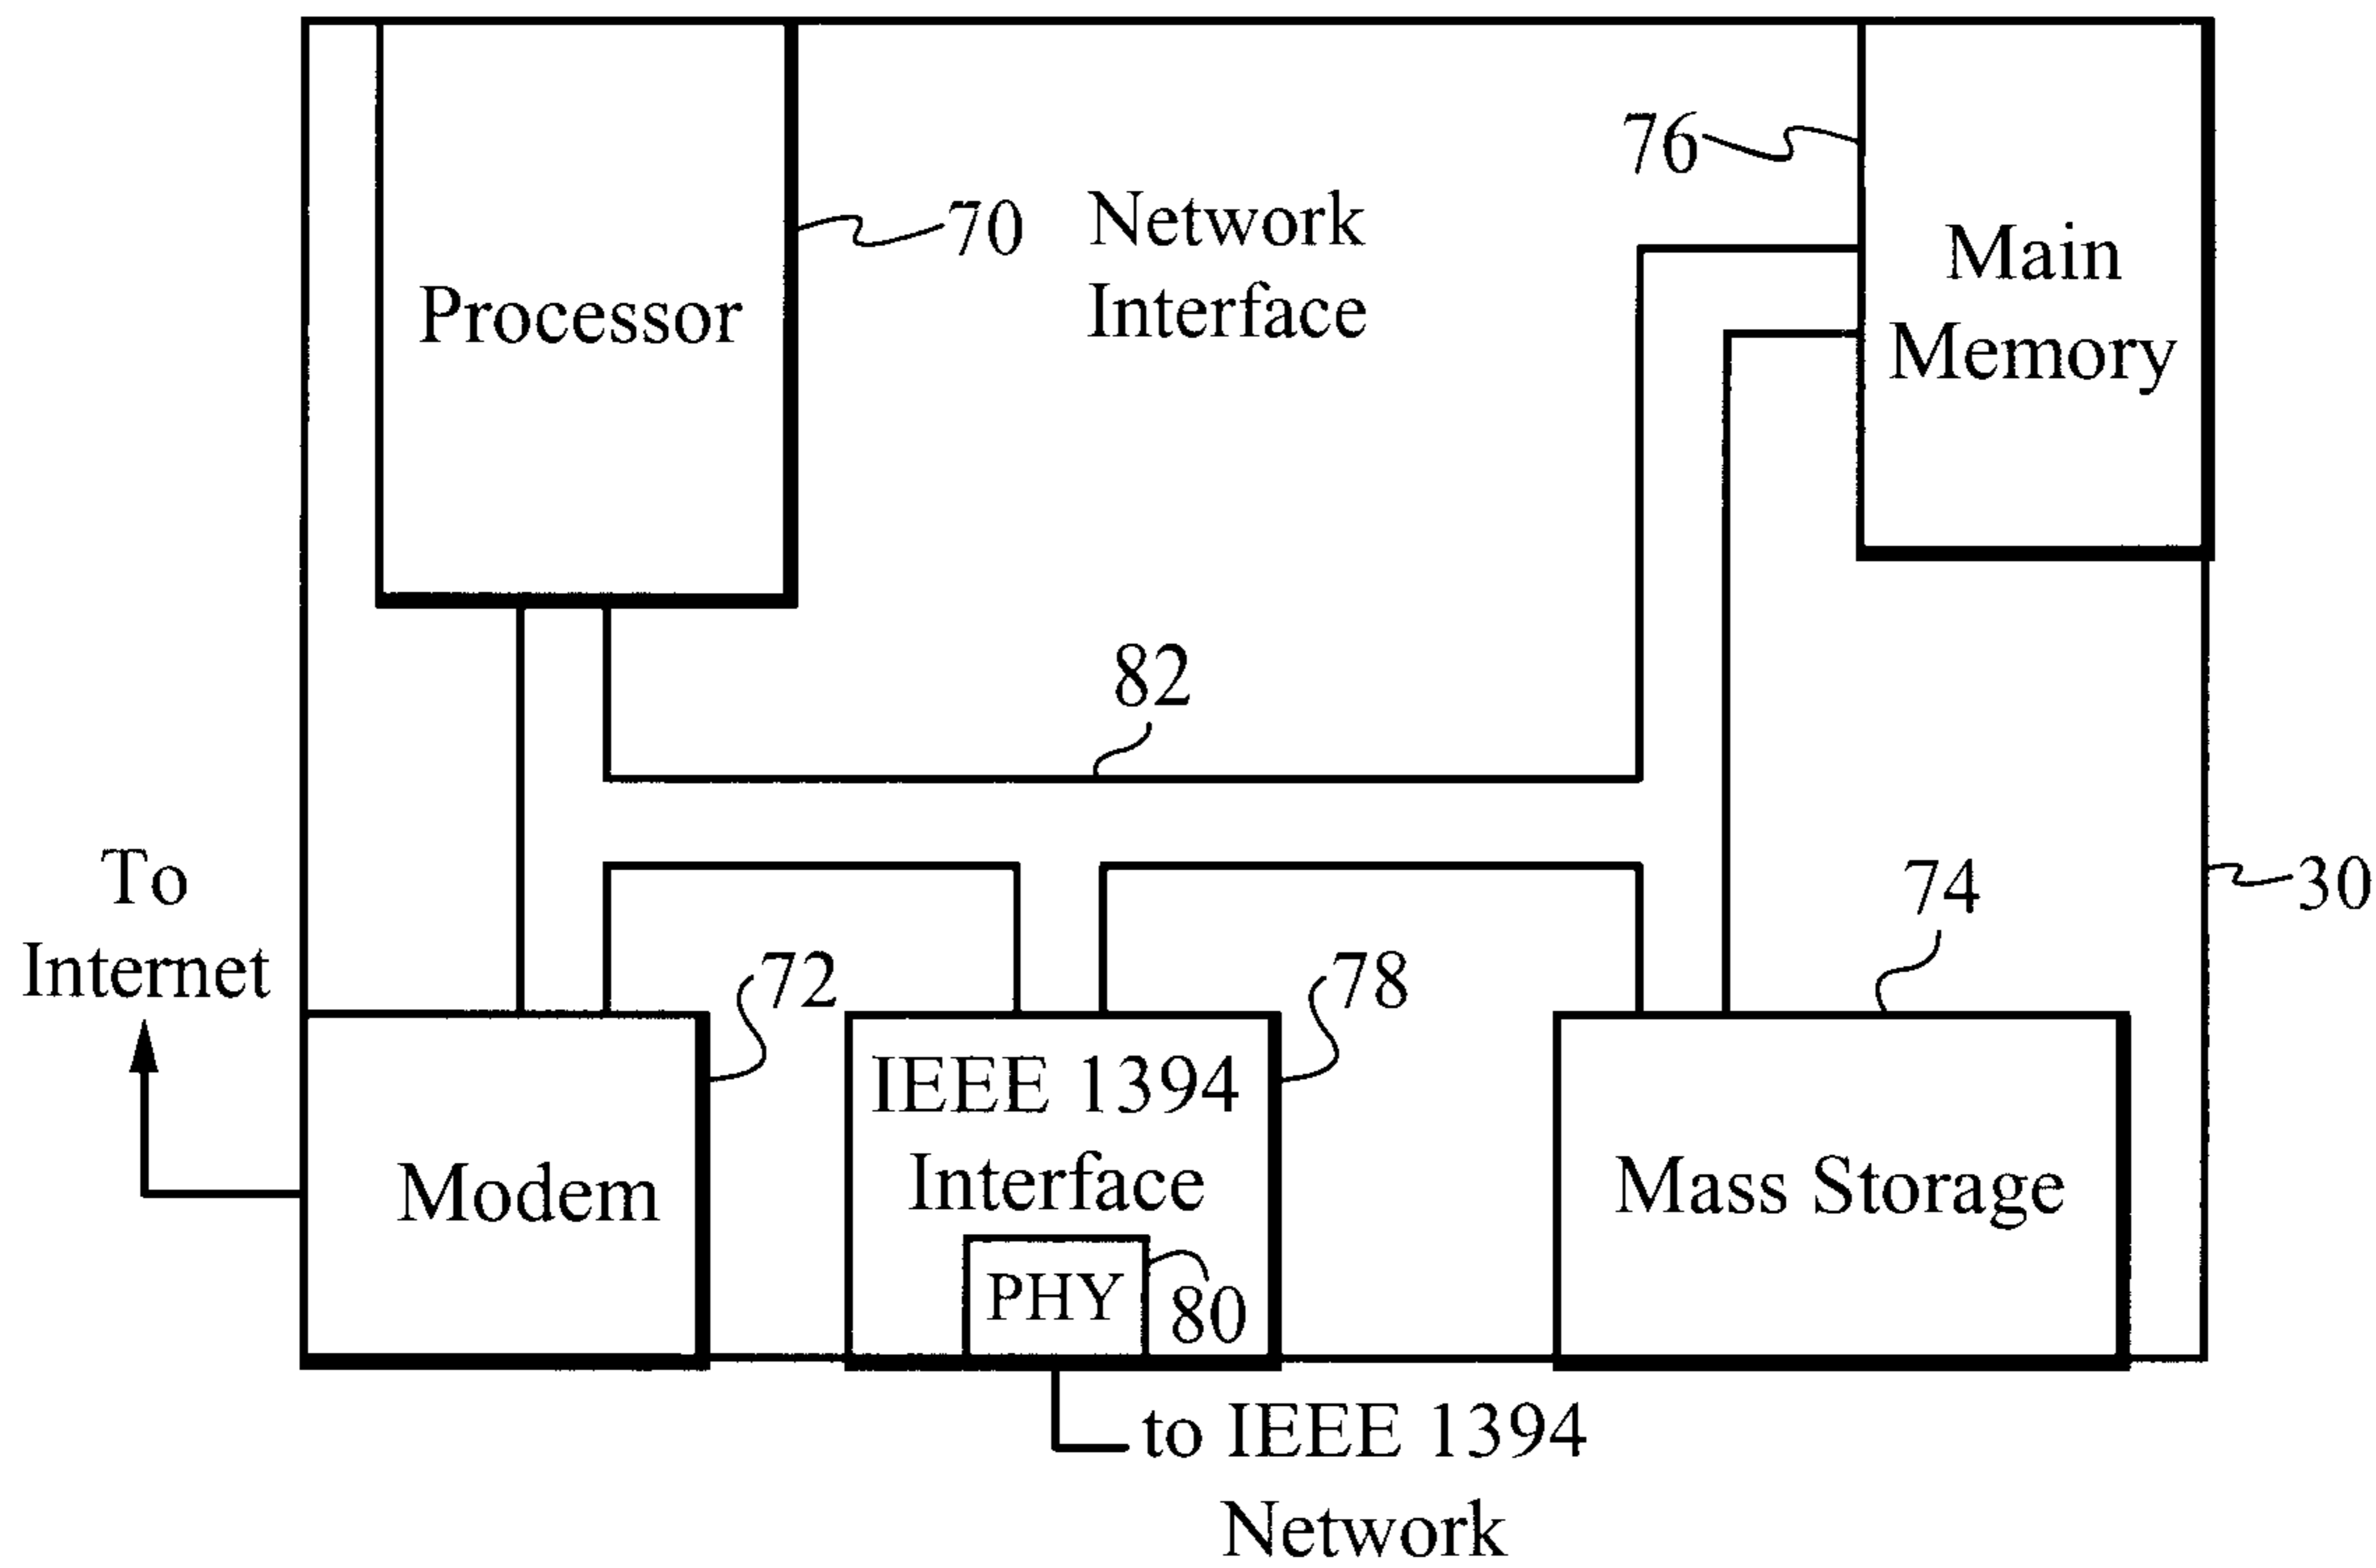 76
70
Network
Interface
Main
Memory
Processor
82
To
Internet
74
30
72
78
IEEE 1394
Interface
Modem
Mass Storage
PHY
80
to IEEE 1394
Network